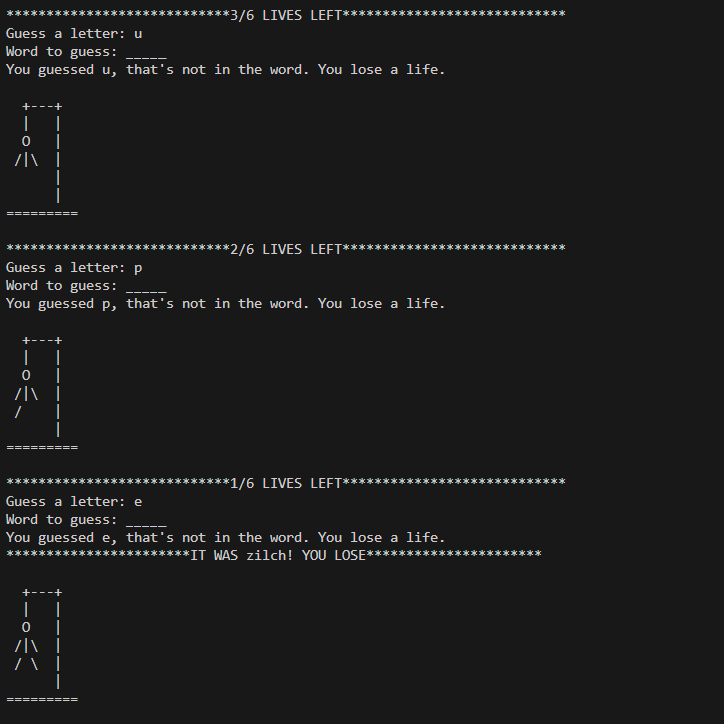 ****************************3/6 LIVES LEFT****************************
Guess a letter: u
Word to guess: _____
You guessed u, that's not in the word. You lose a life.

  +---+
  |   |
  O   |
 /|\  |
      |
      |
=========

****************************2/6 LIVES LEFT****************************
Guess a letter: p
Word to guess: _____
You guessed p, that's not in the word. You lose a life.

  +---+
  |   |
  O   |
 /|\  |
 /    |
      |
=========

****************************1/6 LIVES LEFT****************************
Guess a letter: e
Word to guess: _____
You guessed e, that's not in the word. You lose a life.
***********************IT WAS zilch! YOU LOSE**********************

  +---+
  |   |
  O   |
 /|\  |
 / \  |
      |
=========